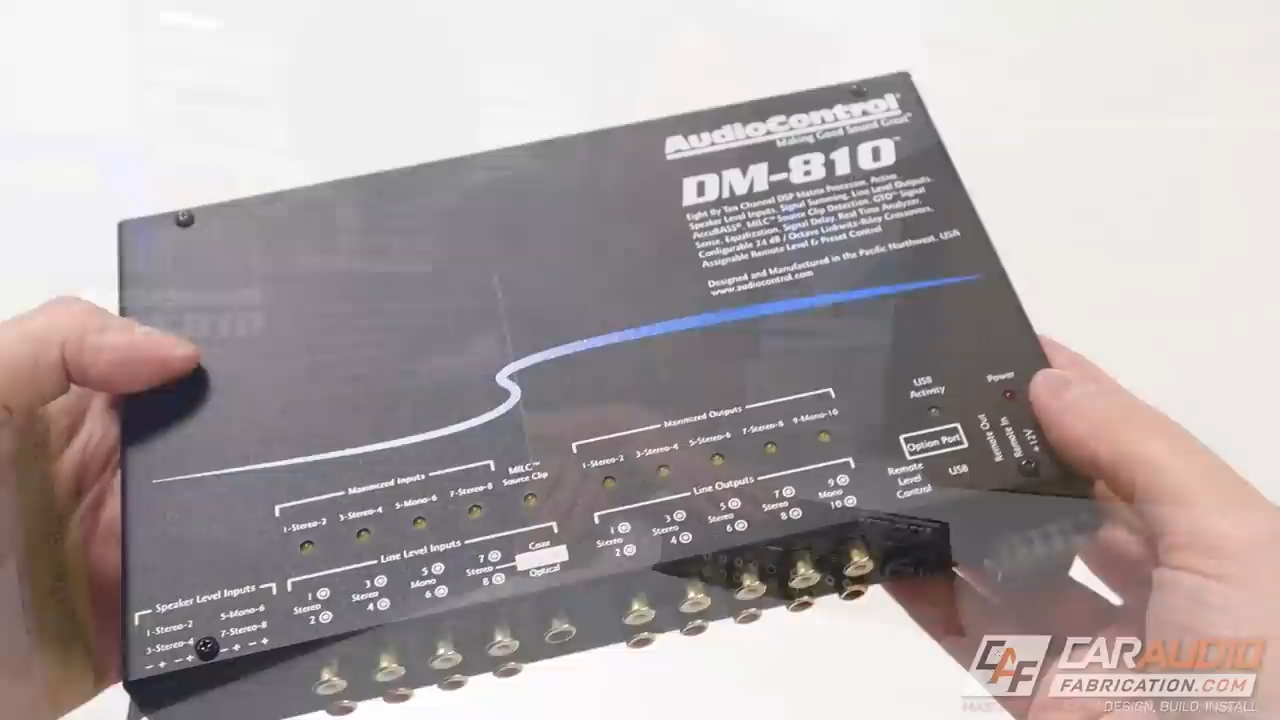 AudioControl®
Making Good Sound Great™
DM-810™
Eight By Ten Channel DSP Matrix Processor, Active
Speaker Level Inputs, Signal Summing, Line Level Outputs,
AccuBASS®, MILC™ Source Clip Detection, GTO™ Signal
Sense, Equalization, Signal Delay, Real Time Analyzer,
Configurable 24 dB / Octave Linkwitz-Riley Crossovers,
Assignable Remote Level & Preset Control
Designed and Manufactured in the Pacific Northwest, USA
www.audiocontrol.com
Maximized Inputs
1-Stereo-2
3-Stereo-4
5-Mono-6
7-Stereo-8
MILC™
Source Clip
Maximized Outputs
1-Stereo-2
3-Stereo-4
5-Stereo-6
7-Stereo-8
9-Mono-10
USB
Activity
Power
Option Port
Remote Out
Remote In
+12V
Remote
Level
Control
USB
Speaker Level Inputs
1-Stereo-2
5-Mono-6
3-Stereo-4
7-Stereo-8
- + - + - + - +
Line Level Inputs
1
Stereo
2
3
Stereo
4
5
Mono
6
7
Stereo
8
Coax
Optical
Line Outputs
1
Stereo
2
3
Stereo
4
5
Stereo
6
7
Stereo
8
9
Mono
10
CAF
CARAUDIO
FABRICATION.COM
DESIGN, BUILD, INSTALL